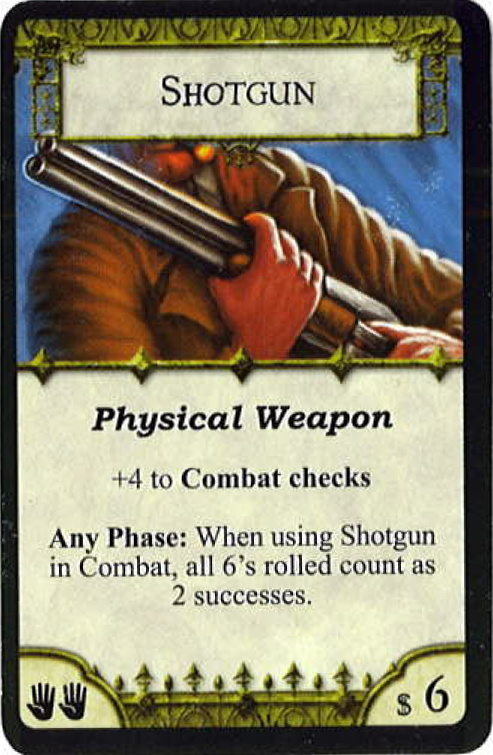 SHOTGUN
Physical Weapon
+4 to Combat checks
Any Phase: When using Shotgun
in Combat, all 6's rolled count as
2 successes.
$ 6